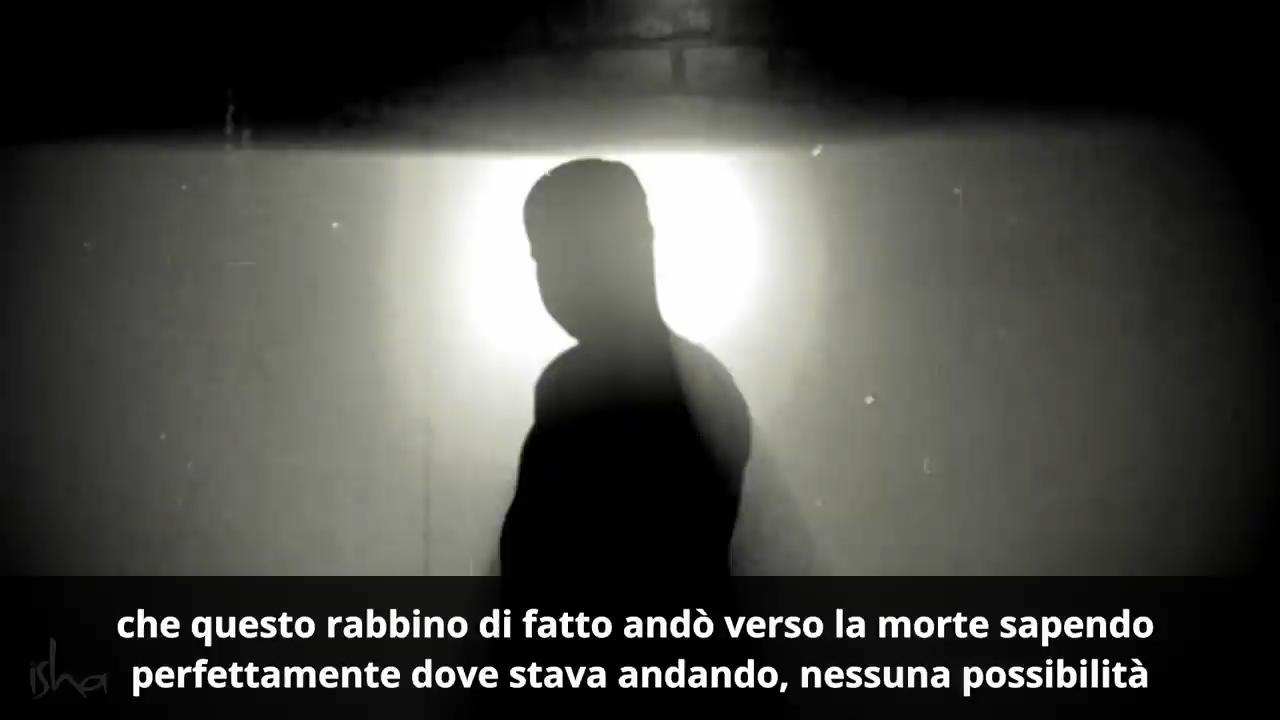 che questo rabbino di fatto andò verso la morte sapendo
isha
perfettamente dove stava andando, nessuna possibilità